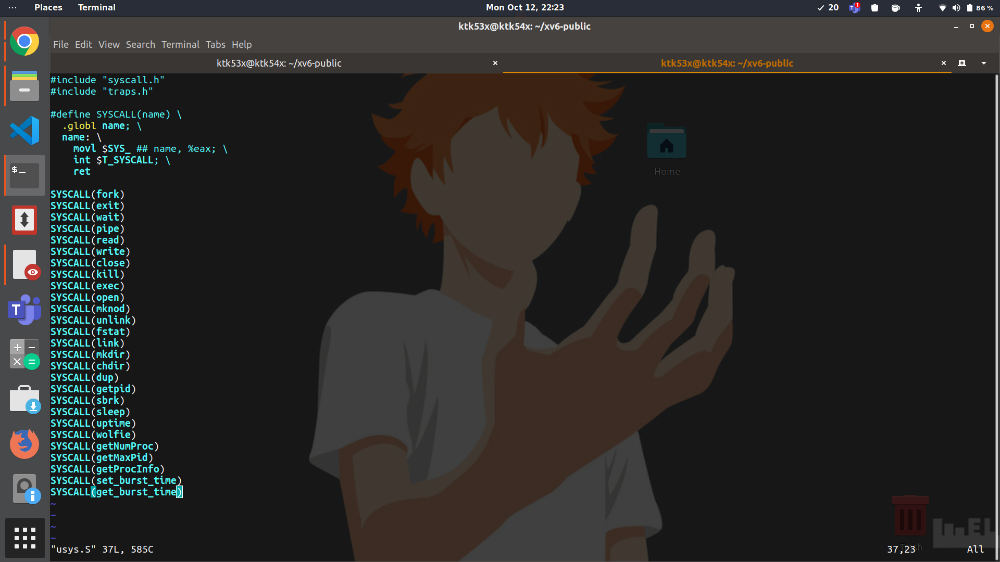 ··· Places Terminal Mon Oct 12, 22:23 20 T 1 86 %
ktk53x@ktk54x: ~/xv6-public
File Edit View Search Terminal Tabs Help
ktk53x@ktk54x: ~/xv6-public ktk53x@ktk54x: ~/xv6-public
#include "syscall.h"
#include "traps.h"
#define SYSCALL(name) \
.globl name; \
name: \
movl $SYS_ ## name, %eax; \
int $T_SYSCALL; \
ret
SYSCALL(fork)
SYSCALL(exit)
SYSCALL(wait)
SYSCALL(pipe)
SYSCALL(read)
SYSCALL(write)
SYSCALL(close)
SYSCALL(kill)
SYSCALL(exec)
SYSCALL(open)
SYSCALL(mknod)
SYSCALL(unlink)
SYSCALL(fstat)
SYSCALL(link)
SYSCALL(mkdir)
SYSCALL(chdir)
SYSCALL(dup)
SYSCALL(getpid)
SYSCALL(sbrk)
SYSCALL(sleep)
SYSCALL(uptime)
SYSCALL(wolfie)
SYSCALL(getNumProc)
SYSCALL(getMaxPid)
SYSCALL(getProcInfo)
SYSCALL(set_burst_time)
SYSCALL(get_burst_time)
~
~
~
~
"usys.S" 37L, 585C 37,23 All
Home
Trash
$_
T